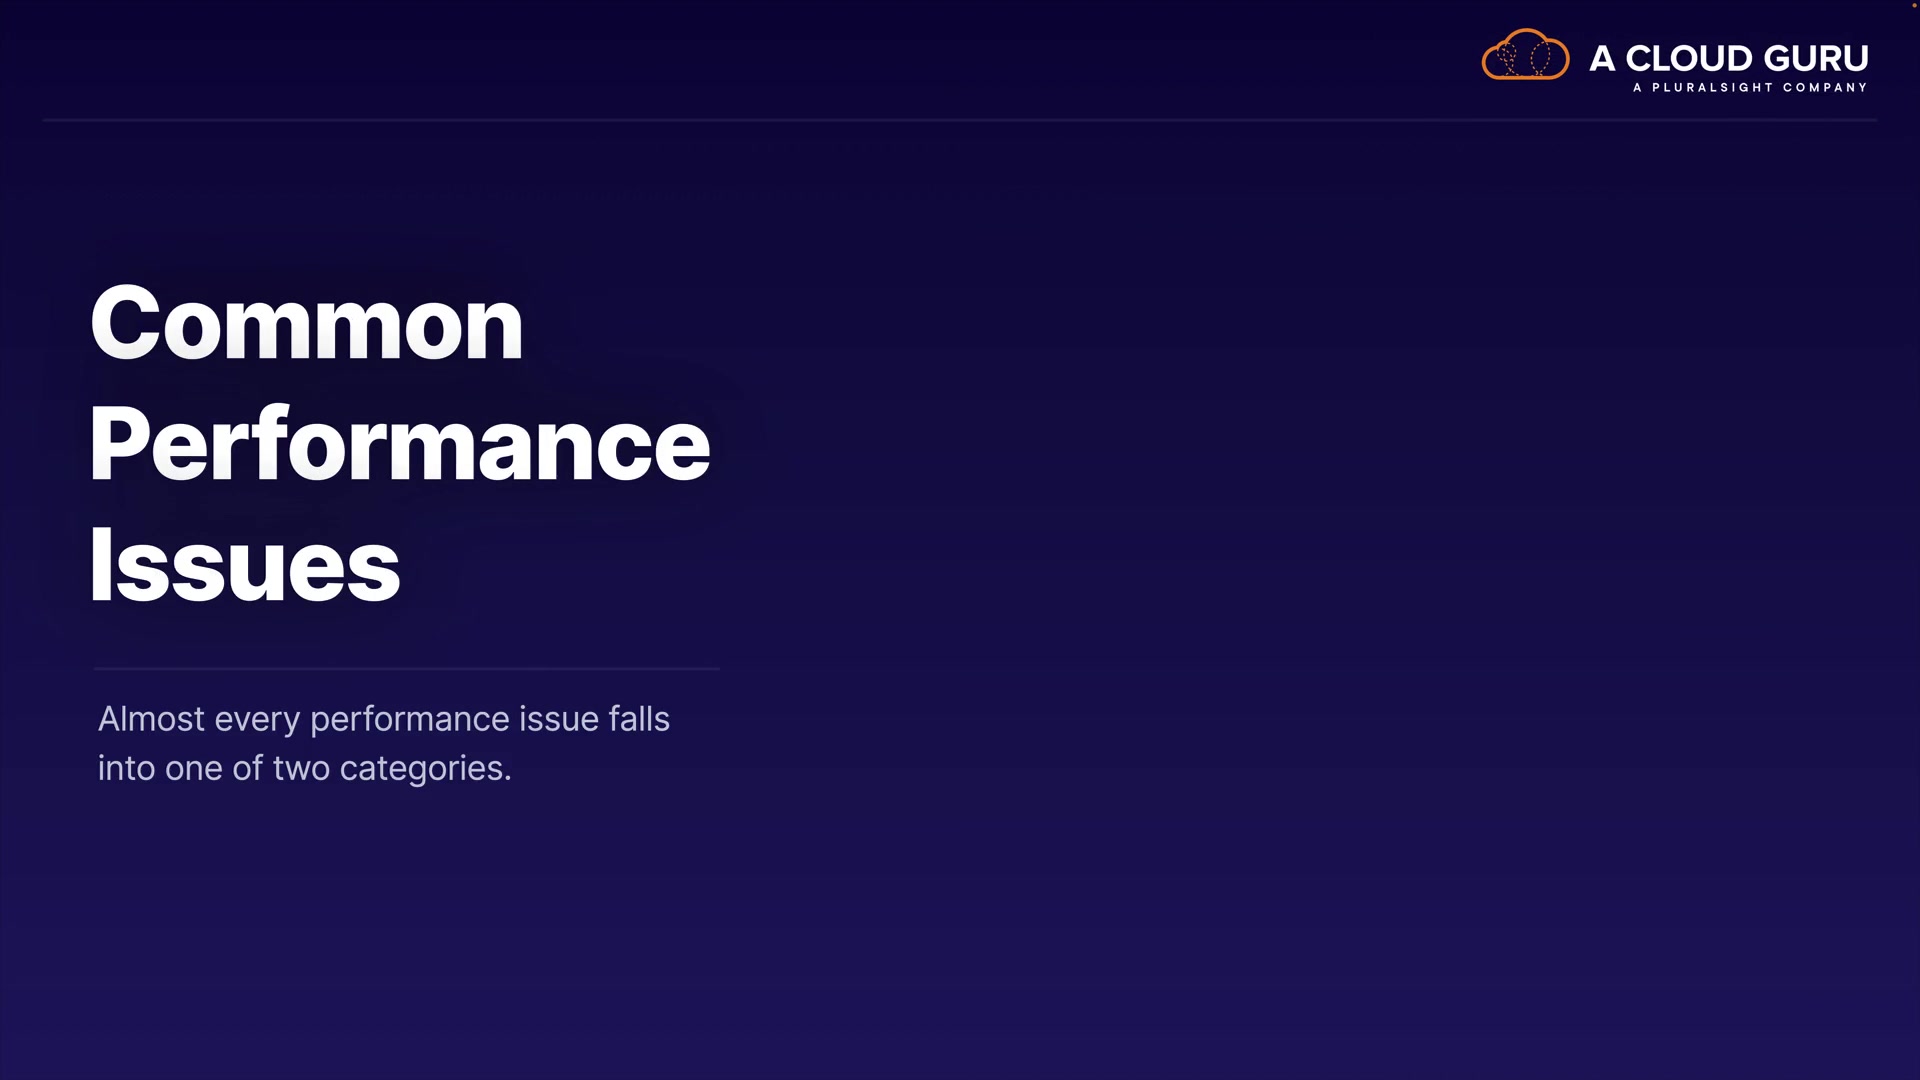 A CLOUD GURU
A PLURALSIGHT COMPANY
Common
Performance
Issues
Almost every performance issue falls
into one of two categories.